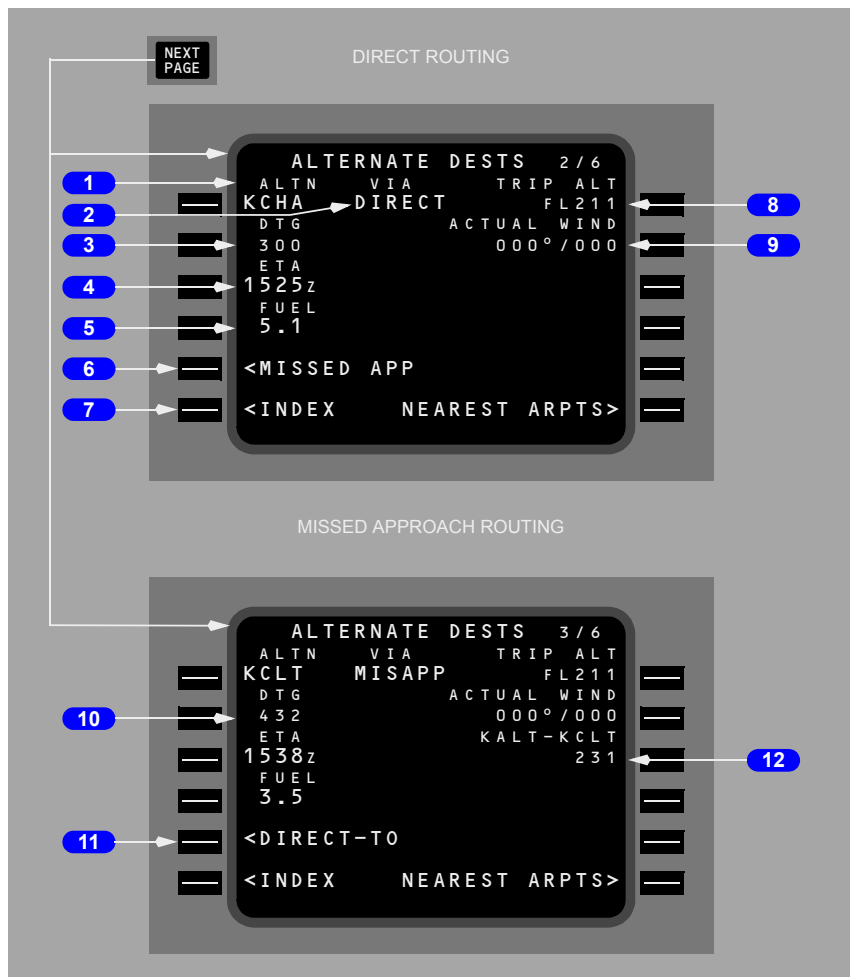 NEXT
PAGE
DIRECT ROUTING
ALTERNATE DESTS 2/6
1
ALTN VIA TRIP ALT
KCHA DIRECT FL211
8
2
DTG ACTUAL WIND
3
300 000°/000
9
ETA
4
1525z
FUEL
5
5.1
6
<MISSED APP
7
<INDEX NEAREST ARPTS>
MISSED APPROACH ROUTING
ALTERNATE DESTS 3/6
ALTN VIA TRIP ALT
KCLT MISAPP FL211
DTG ACTUAL WIND
10
432 000°/000
ETA KALT-KCLT
1538z 231
12
FUEL
3.5
11
<DIRECT-TO
<INDEX NEAREST ARPTS>